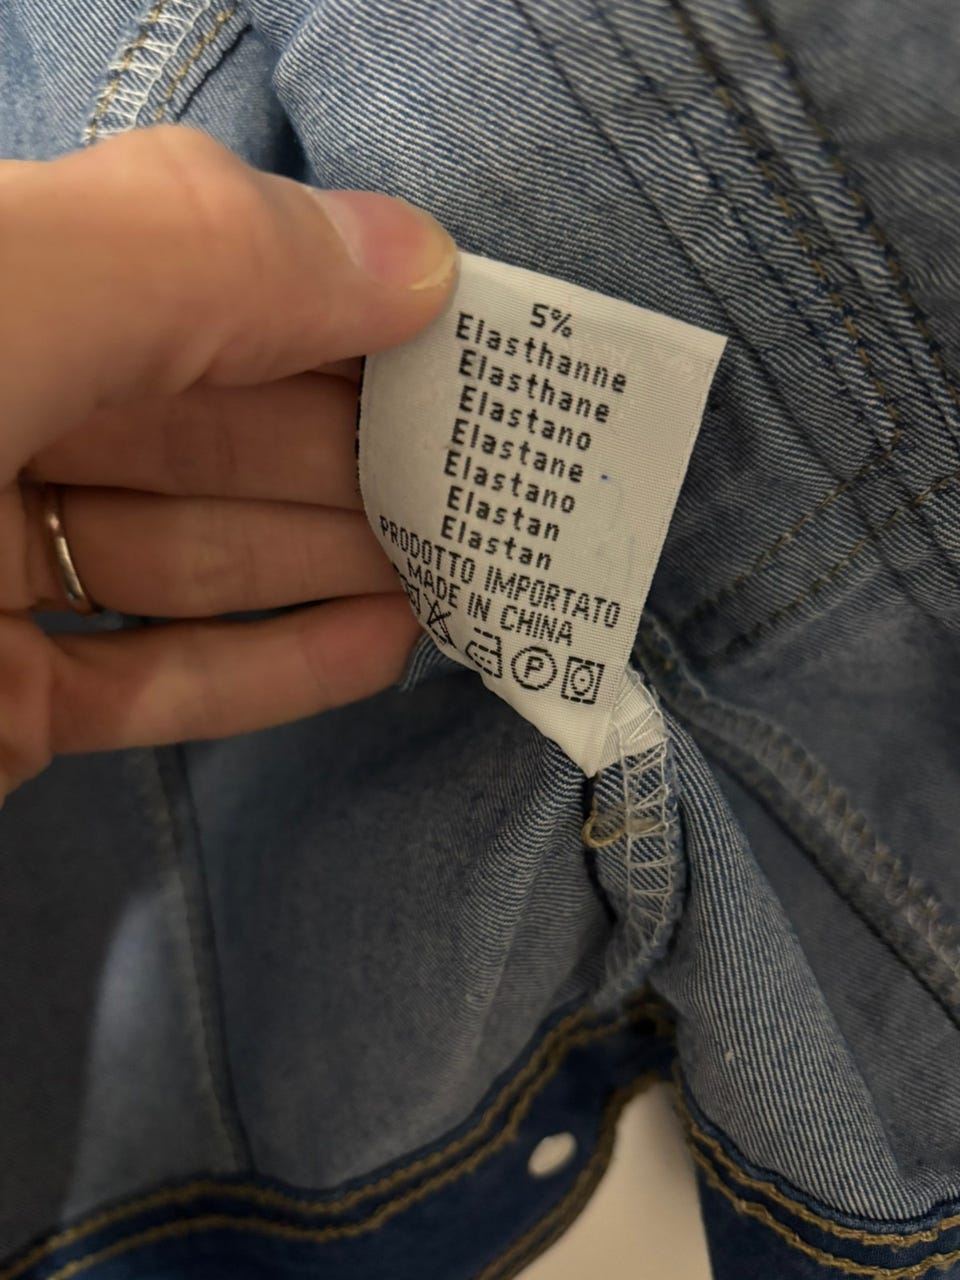 5%
Elasthanne
Elasthane
Elastano
Elastane
Elastano
Elastan
Elastan
PRODOTTO IMPORTATO
MADE IN CHINA
P